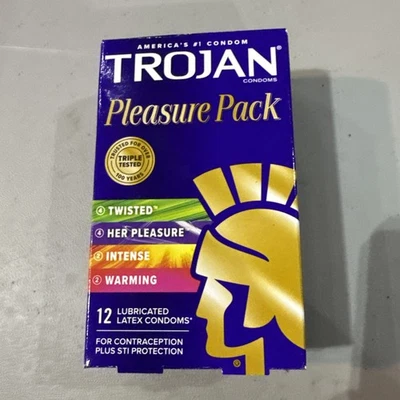 AMERICA'S #1 CONDOM
TROJAN®
CONDOMS
Pleasure Pack
TRUSTED FOR OVER
TRIPLE
TESTED
100 YEARS
4 TWISTED™
4 HER PLEASURE
2 INTENSE
2 WARMING
12 LUBRICATED
LATEX CONDOMS*
FOR CONTRACEPTION
PLUS STI PROTECTION
®